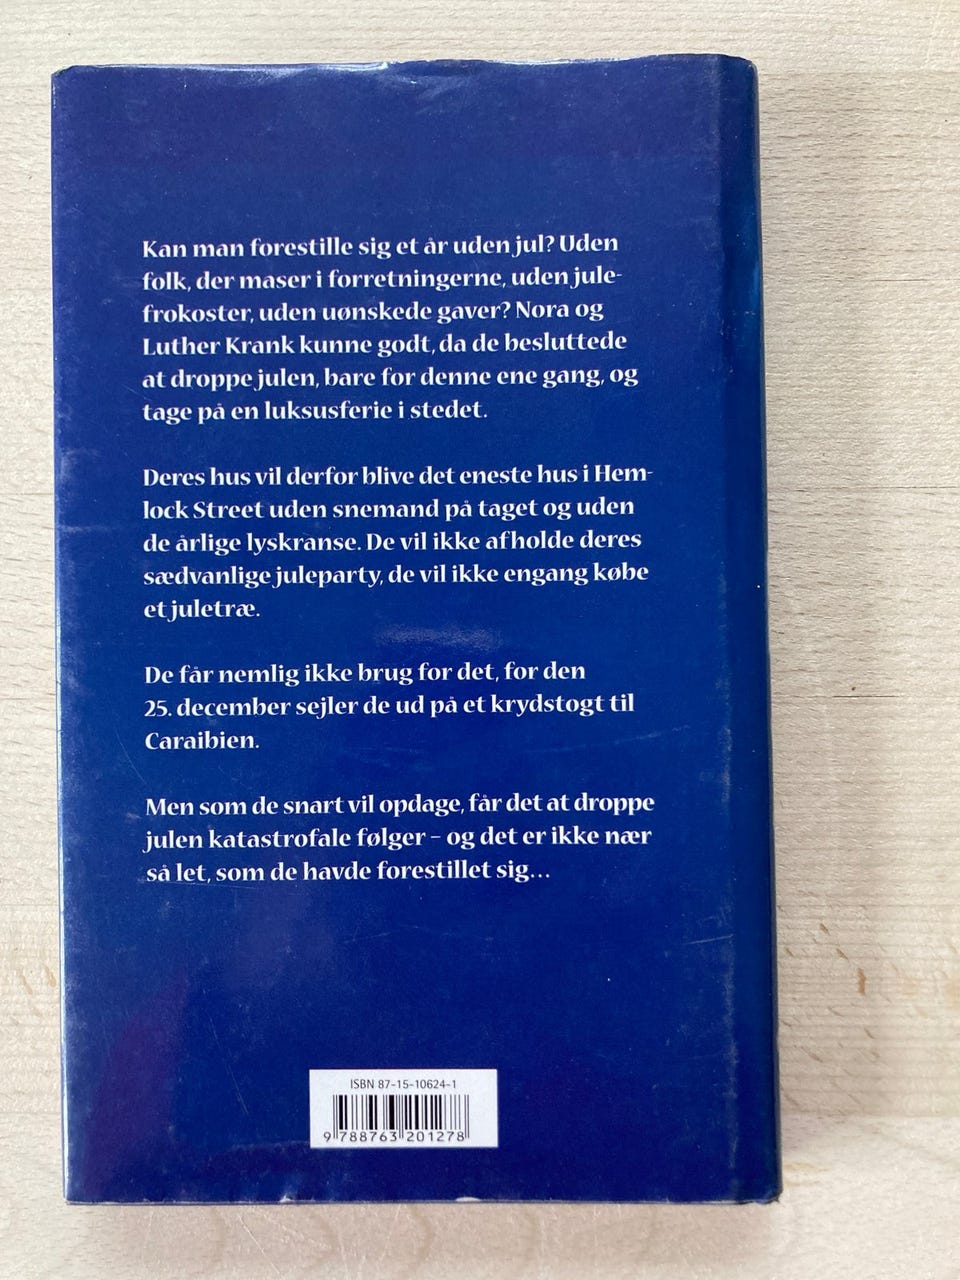 Kan man forestille sig et år uden jul? Uden
folk, der maser i forretningerne, uden jule-
frokoster, uden uønskede gaver? Nora og
Luther Krank kunne godt, da de besluttede
at droppe julen, bare for denne ene gang, og
tage på en luksusferie i stedet.
Deres hus vil derfor blive det eneste hus i Hem-
lock Street uden snemand på taget og uden
de årlige lyskranse. De vil ikke afholde deres
sædvanlige juleparty, de vil ikke engang købe
et juletræ.
De får nemlig ikke brug for det, for den
25. december sejler de ud på et krydstogt til
Caraibien.
Men som de snart vil opdage, får det at droppe
julen katastrofale følger – og det er ikke nær
så let, som de havde forestillet sig…
ISBN 87-15-10624-1
9 788763 201278